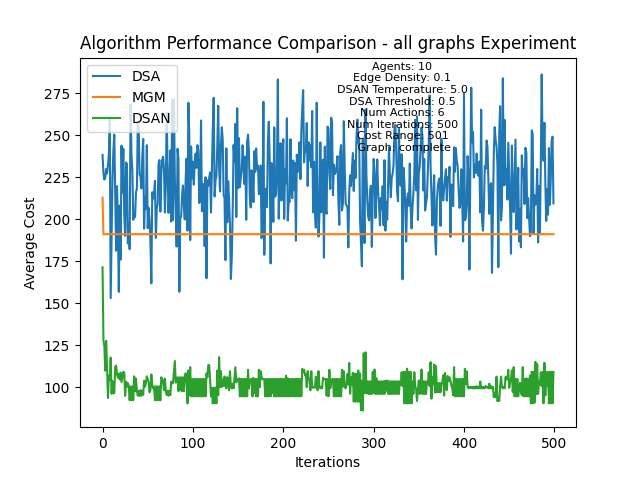 Algorithm Performance Comparison - all graphs Experiment
DSA
MGM
DSAN
Agents: 10
Edge Density: 0.1
DSAN Temperature: 5.0
DSA Threshold: 0.5
Num Actions: 6
Num Iterations: 500
Cost Range: 501
Graph: complete
Average Cost
275
250
225
200
175
150
125
100
0
100
200
300
400
500
Iterations